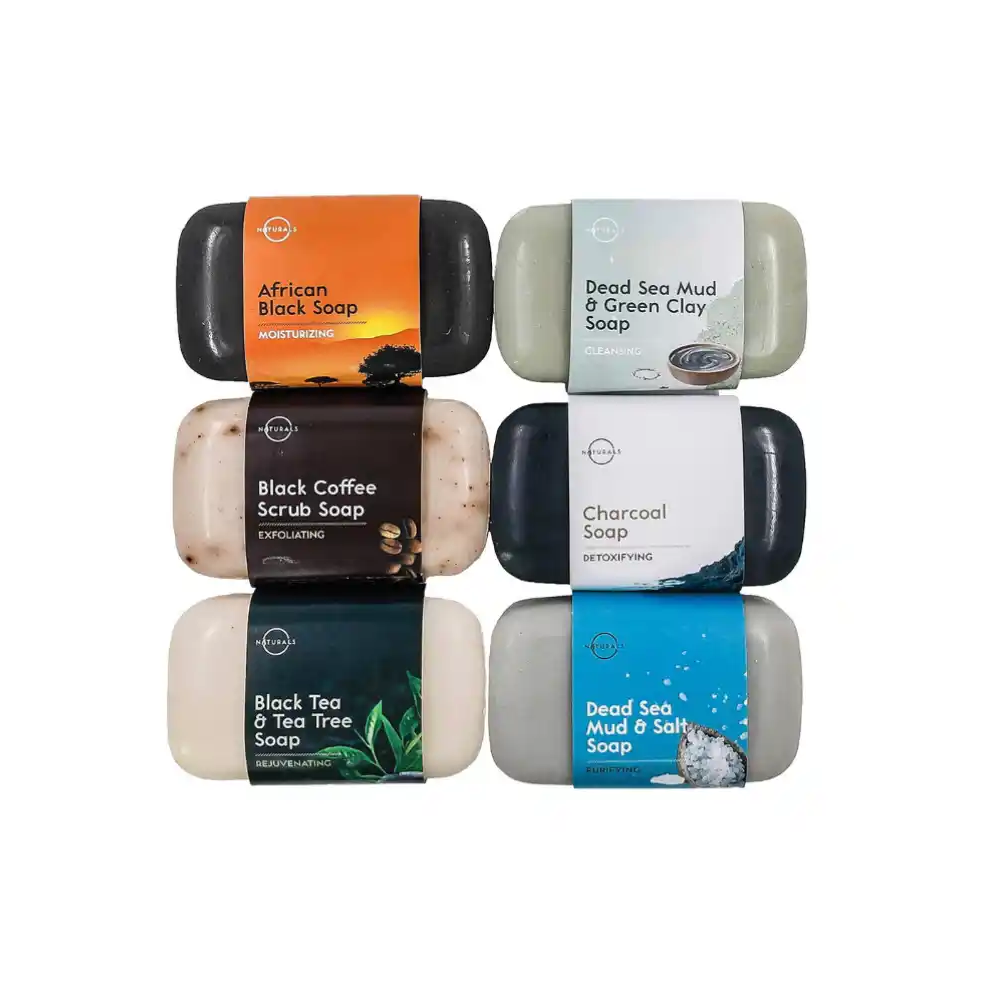 NATURALS
African
Black Soap
MOISTURIZING
NATURALS
Dead Sea Mud
& Green Clay
Soap
CLEANSING
NATURALS
Black Coffee
Scrub Soap
EXFOLIATING
NATURALS
Charcoal
Soap
DETOXIFYING
NATURALS
Black Tea
& Tea Tree
Soap
REJUVENATING
NATURALS
Dead Sea
Mud & Salt
Soap
PURIFYING